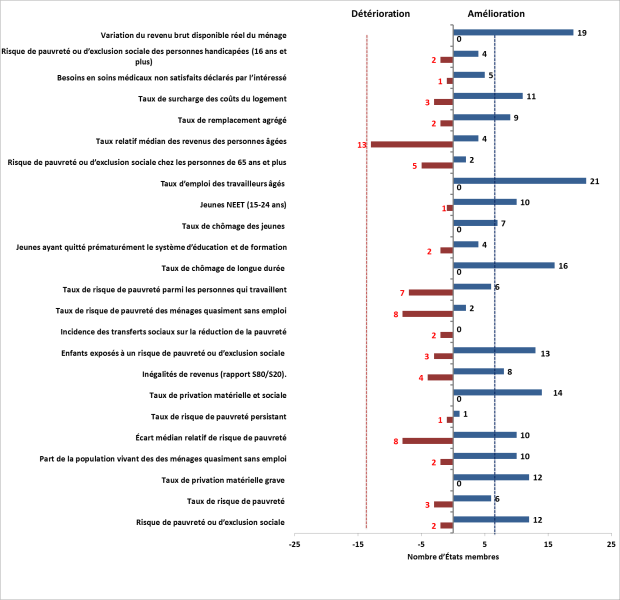 Détérioration Amélioration
Variation du revenu brut disponible réel du ménage 19
0
Risque de pauvreté ou d’exclusion sociale des personnes handicapées (16 ans et
plus) 2 4
Besoins en soins médicaux non satisfaits déclarés par l’intéressé 1 5
Taux de surcharge des coûts du logement 3 11
Taux de remplacement agrégé 2 9
Taux relatif médian des revenus des personnes âgées 13 4
Risque de pauvreté ou d’exclusion sociale chez les personnes de 65 ans et plus 5 2
Taux d’emploi des travailleurs âgés 0 21
Jeunes NEET (15-24 ans) 1 10
Taux de chômage des jeunes 0 7
Jeunes ayant quitté prématurément le système d’éducation et de formation 2 4
Taux de chômage de longue durée 0 16
Taux de risque de pauvreté parmi les personnes qui travaillent 7 6
Taux de risque de pauvreté des ménages quasiment sans emploi 8 2
Incidence des transferts sociaux sur la réduction de la pauvreté 2 0
Enfants exposés à un risque de pauvreté ou d’exclusion sociale 3 13
Inégalités de revenus (rapport S80/S20). 4 8
Taux de privation matérielle et sociale 0 14
Taux de risque de pauvreté persistant 1 1
Écart médian relatif de risque de pauvreté 8 10
Part de la population vivant des des ménages quasiment sans emploi 2 10
Taux de privation matérielle grave 0 12
Taux de risque de pauvreté 3 6
Risque de pauvreté ou d’exclusion sociale 2 12
-25 -15 -5 5 15 25
Nombre d’États membres